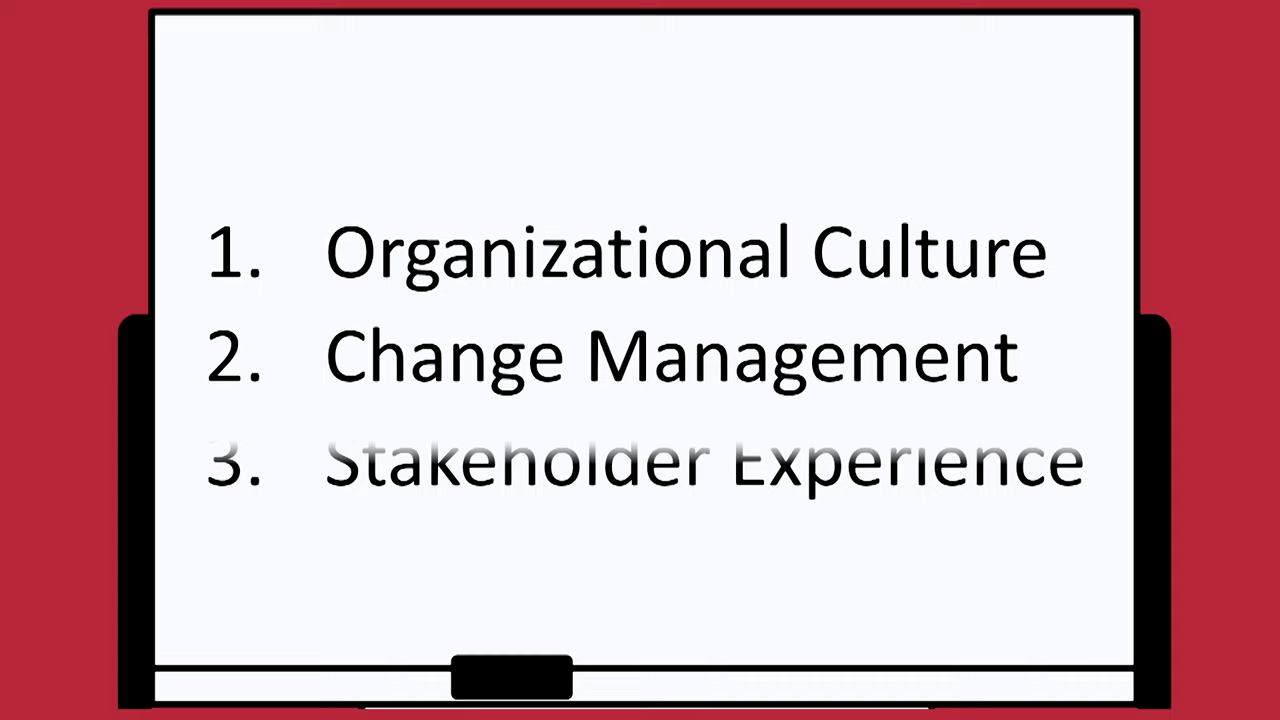 1. Organizational Culture
2. Change Management
3. Stakeholder Experience